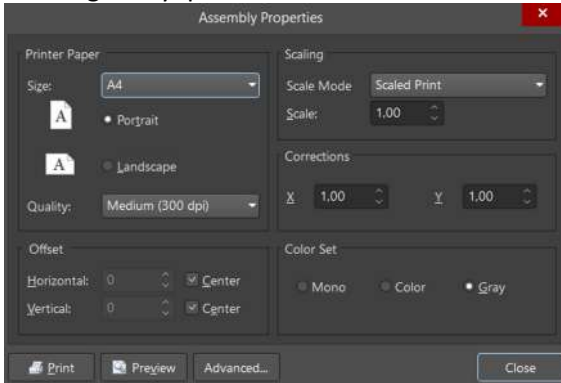 Assembly Properties
Printer Paper
Size: A4
A Portrait
A Landscape
Quality: Medium (300 dpi)
Scaling
Scale Mode Scaled Print
Scale: 1,00
Corrections
X 1,00 Y 1,00
Offset
Horizontal: 0 Center
Vertical: 0 Center
Color Set
Mono Color Gray
Print Preview Advanced... Close